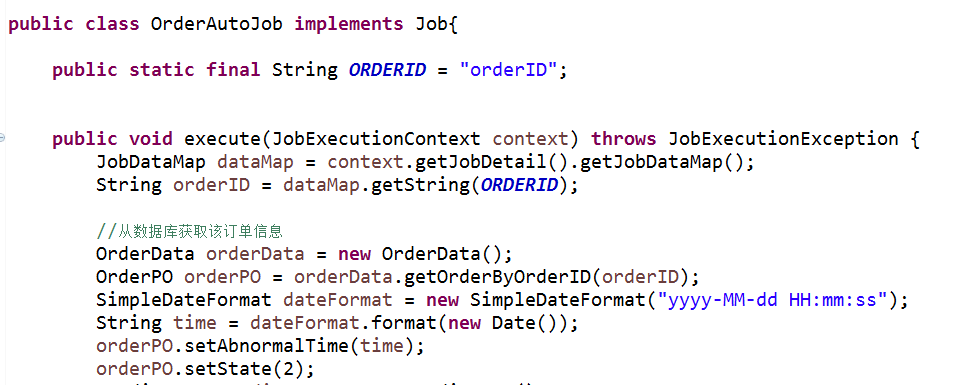 public class OrderAutoJob implements Job{
public static final String ORDERID = "orderID";
public void execute(JobExecutionContext context) throws JobExecutionException {
JobDataMap dataMap = context.getJobDetail().getJobDataMap();
String orderID = dataMap.getString(ORDERID);
//从数据库获取该订单信息
OrderData orderData = new OrderData();
OrderPO orderPO = orderData.getOrderByOrderID(orderID);
SimpleDateFormat dateFormat = new SimpleDateFormat("yyyy-MM-dd HH:mm:ss");
String time = dateFormat.format(new Date());
orderPO.setAbnormalTime(time);
orderPO.setState(2);